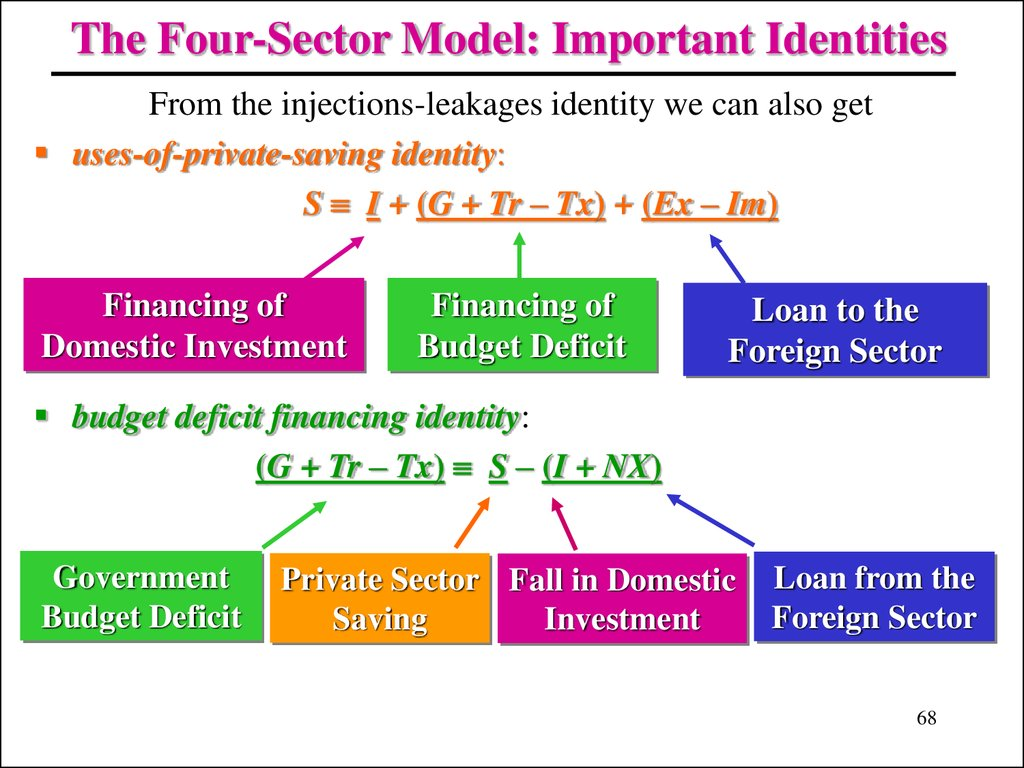 The Four-Sector Model: Important Identities
From the injections-leakages identity we can also get
▪ uses-of-private-saving identity:
S ≡ I + (G + Tr – Tx) + (Ex – Im)
Financing of
Domestic Investment
Financing of
Budget Deficit
Loan to the
Foreign Sector
▪ budget deficit financing identity:
(G + Tr – Tx) ≡ S – (I + NX)
Government
Budget Deficit
Private Sector
Saving
Fall in Domestic
Investment
Loan from the
Foreign Sector
68